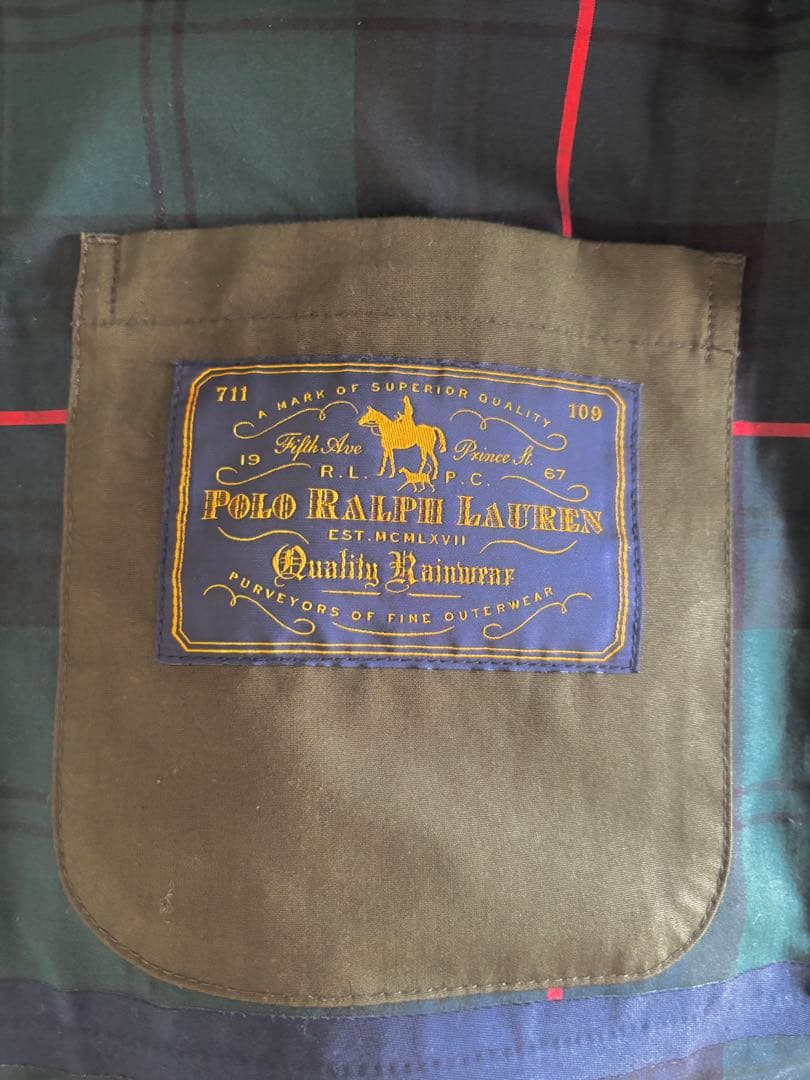 A MARK OF SUPERIOR QUALITY
711 109
Fifth Ave Prince St.
19 67
R.L. P.C.
POLO RALPH LAUREN
EST. MCMLXVII
Quality Rainwear
PURVEYORS OF FINE OUTERWEAR